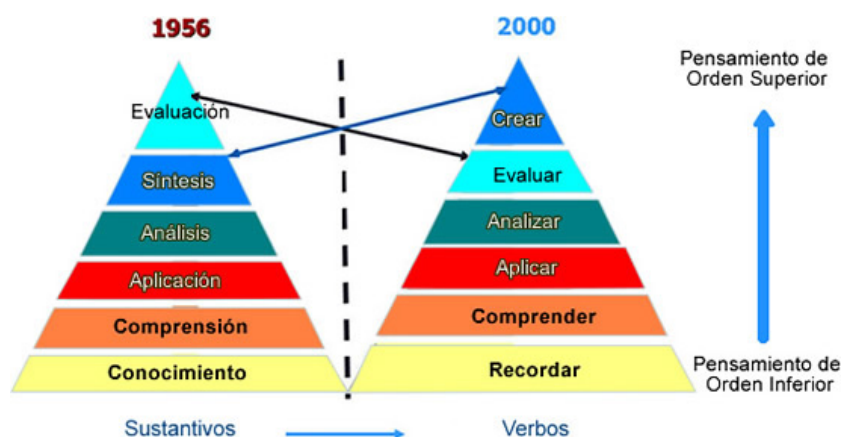 1956
2000
Pensamiento de
Orden Superior
Evaluación
Crear
Síntesis
Evaluar
Análisis
Analizar
Aplicación
Aplicar
Comprensión
Comprender
Conocimiento
Recordar
Pensamiento de
Orden Inferior
Sustantivos
Verbos